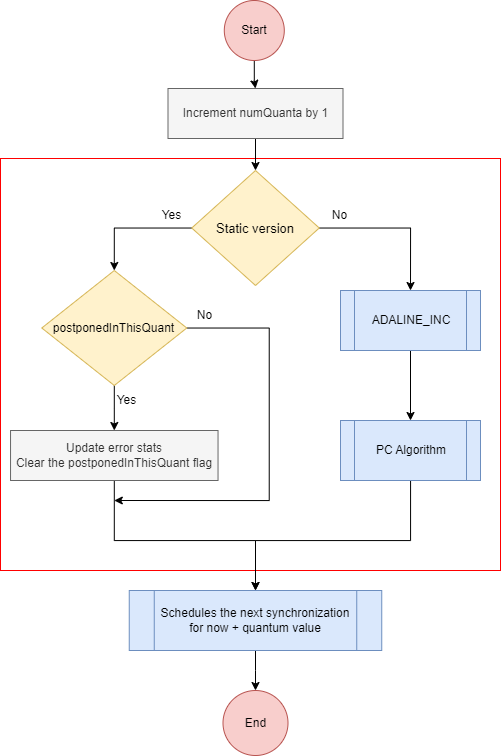 Start
Increment numQuanta by 1
Static version
Yes
No
postponedInThisQuant
No
ADALINE_INC
Yes
Update error stats
Clear the postponedInThisQuant flag
PC Algorithm
Schedules the next synchronization
for now + quantum value
End